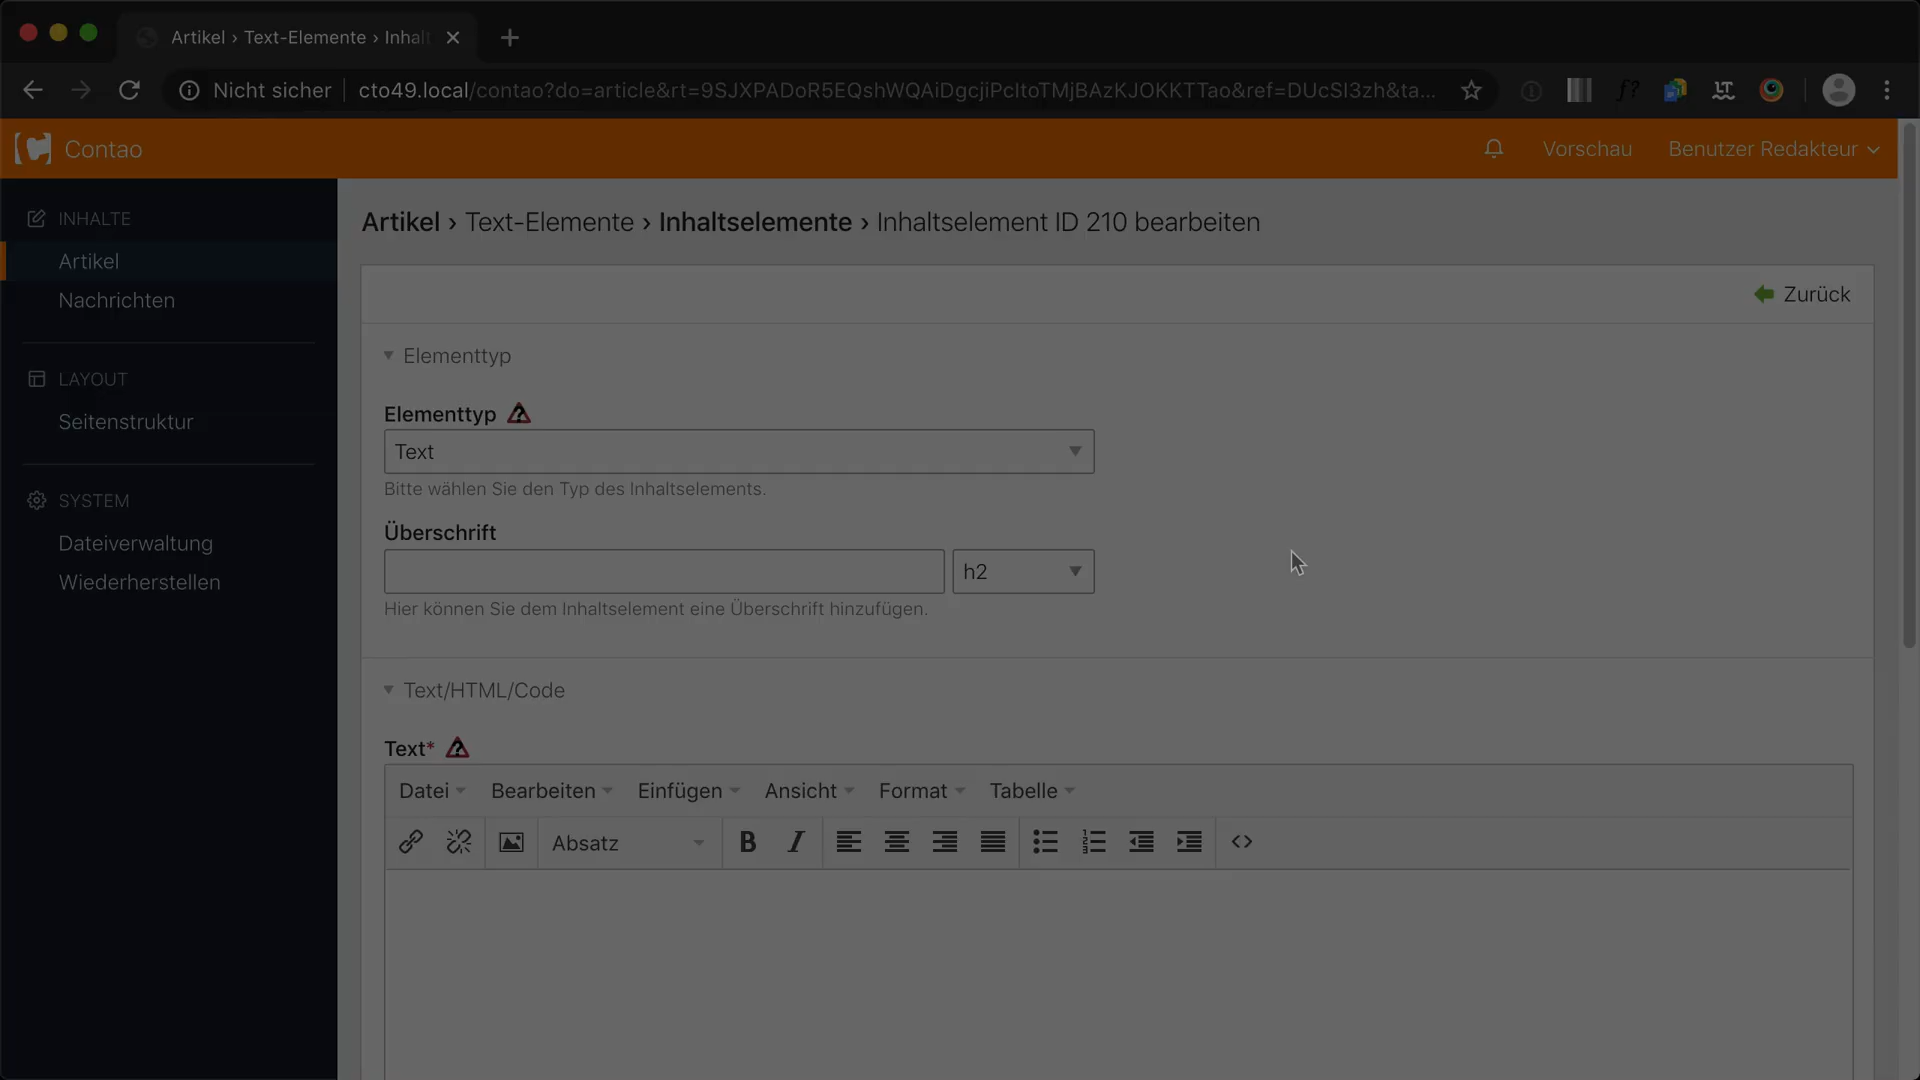 Artikel › Text-Elemente › Inhalt
Nicht sicher
cto49.local/contao?do=article&rt=9SJXPADoR5EQshWQAiDgcjiPcItoTMjBAzKJOKKTTao&ref=DUcSI3zh&ta...
Contao
Vorschau
Benutzer Redakteur
INHALTE
Artikel
Nachrichten
LAYOUT
Seitenstruktur
SYSTEM
Dateiverwaltung
Wiederherstellen
Artikel › Text-Elemente › Inhaltselemente › Inhaltselement ID 210 bearbeiten
Zurück
Elementtyp
Elementtyp
Text
Bitte wählen Sie den Typ des Inhaltselements.
Überschrift
h2
Hier können Sie dem Inhaltselement eine Überschrift hinzufügen.
Text/HTML/Code
Text*
Datei Bearbeiten Einfügen Ansicht Format Tabelle
Absatz B I